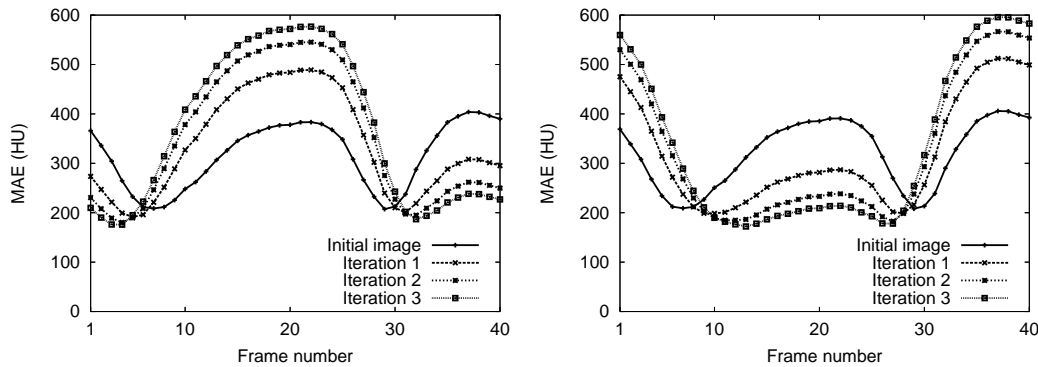 600
500
400
300
200
100
0
MAE (HU)
1
10
20
30
40
Frame number
Initial image
Iteration 1
Iteration 2
Iteration 3
600
500
400
300
200
100
0
MAE (HU)
1
10
20
30
40
Frame number
Initial image
Iteration 1
Iteration 2
Iteration 3